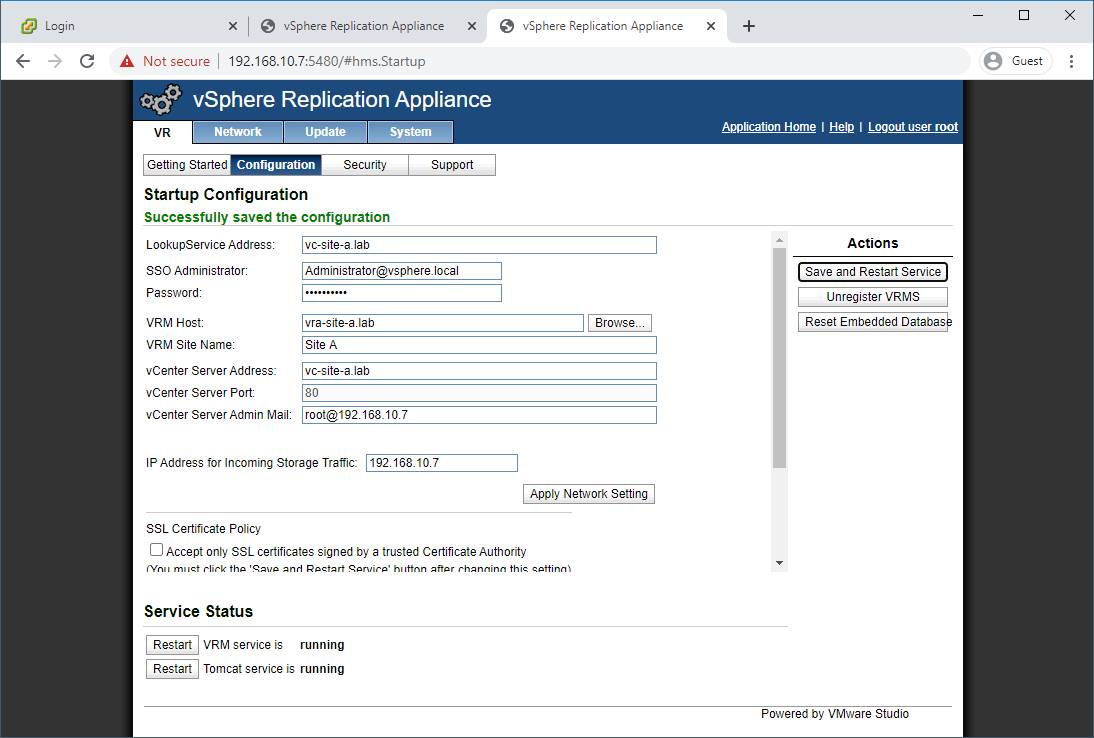 Login
vSphere Replication Appliance
vSphere Replication Appliance
Not secure
192.168.10.7:5480/#hms.Startup
Guest
vSphere Replication Appliance
VR Network Update System
Application Home | Help | Logout user root
Getting Started Configuration Security Support
Startup Configuration
Successfully saved the configuration
LookupService Address: vc-site-a.lab
SSO Administrator: Administrator@vsphere.local
Password: ••••••••••
VRM Host: vra-site-a.lab Browse...
VRM Site Name: Site A
vCenter Server Address: vc-site-a.lab
vCenter Server Port: 80
vCenter Server Admin Mail: root@192.168.10.7
IP Address for Incoming Storage Traffic: 192.168.10.7
Apply Network Setting
SSL Certificate Policy
Accept only SSL certificates signed by a trusted Certificate Authority
(You must click the 'Save and Restart Service' button after changing this setting)
Actions
Save and Restart Service
Unregister VRMS
Reset Embedded Database
Service Status
Restart VRM service is running
Restart Tomcat service is running
Powered by VMware Studio